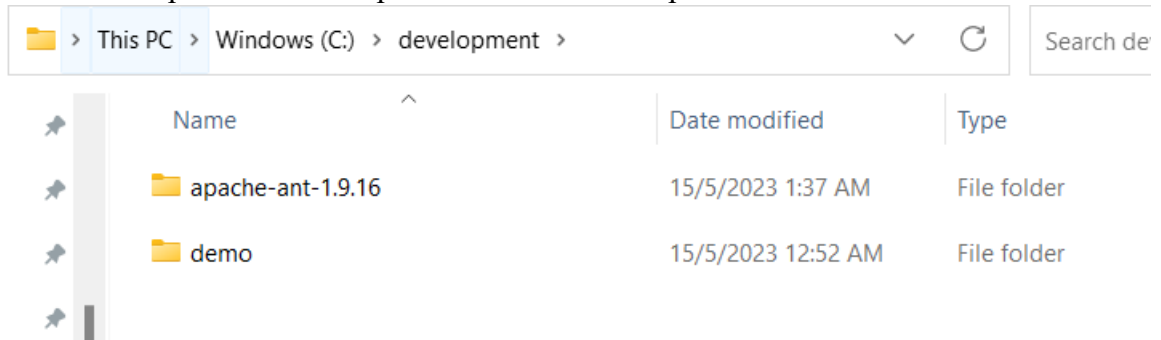 This PC > Windows (C:) > development >
Search de
Name Date modified Type
apache-ant-1.9.16 15/5/2023 1:37 AM File folder
demo 15/5/2023 12:52 AM File folder